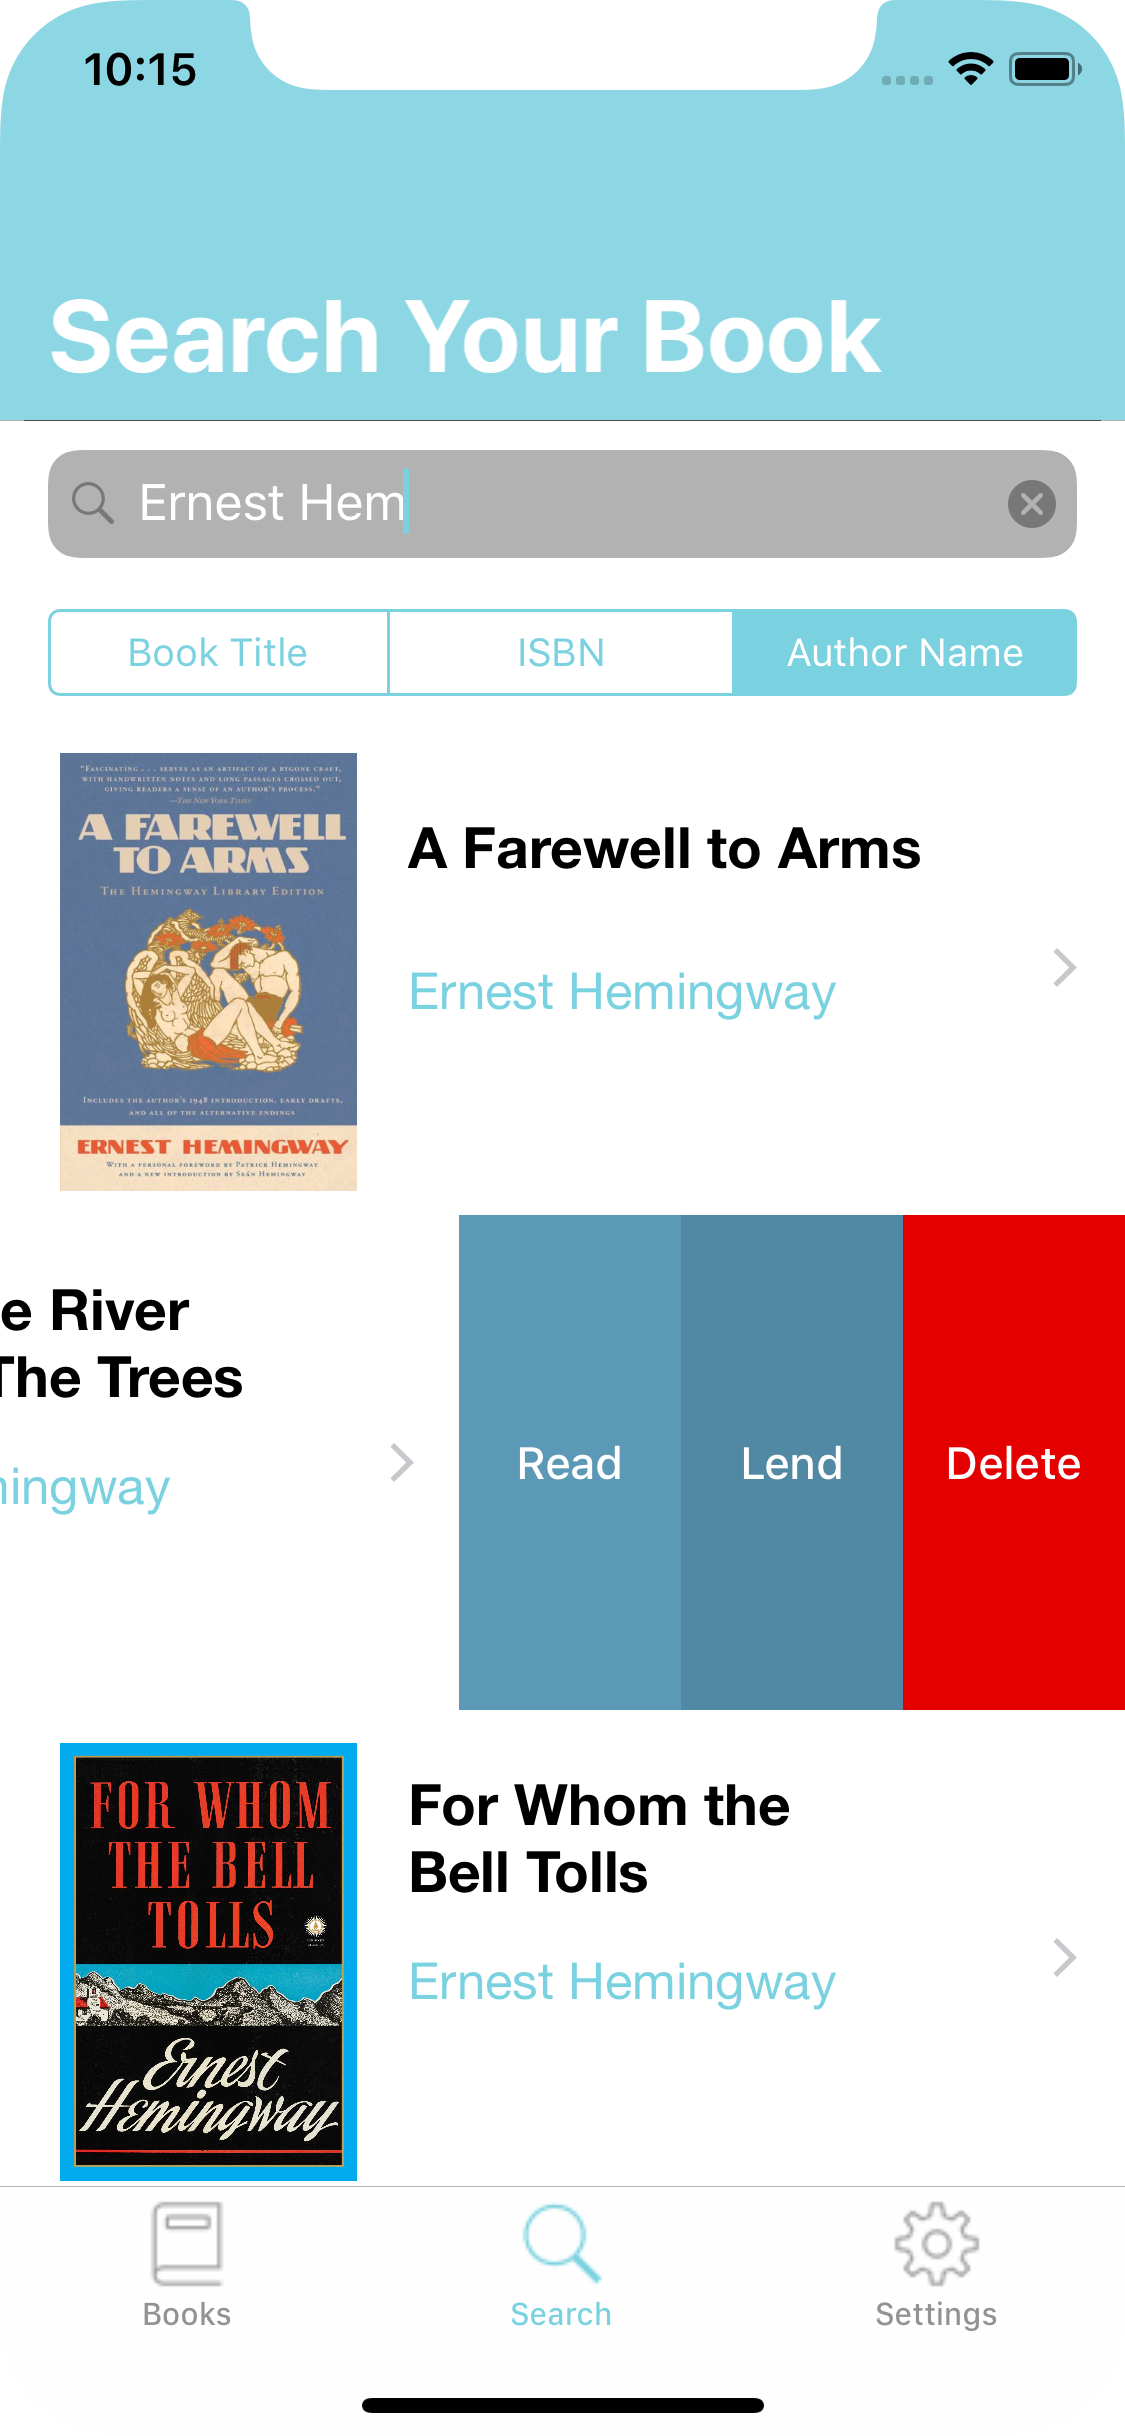 10:15
Search Your Book
Ernest Hem
Book Title
ISBN
Author Name
"FASCINATING . . . SERVES AS AN ARTIFACT OF A BYGONE CRAFT,
WITH HANDWRITTEN NOTES AND LONG PASSAGES CROSSED OUT,
GIVING READERS A SENSE OF AN AUTHOR'S PROCESS."
—THE NEW YORK TIMES
A FAREWELL
TO ARMS
THE HEMINGWAY LIBRARY EDITION
INCLUDES THE AUTHOR'S 1948 INTRODUCTION, EARLY DRAFTS,
AND ALL OF THE ALTERNATIVE ENDINGS
ERNEST HEMINGWAY
WITH A PERSONAL FOREWORD BY PATRICK HEMINGWAY
AND A NEW INTRODUCTION BY SEÁN HEMINGWAY
A Farewell to Arms
Ernest Hemingway
e River
The Trees
ningway
Read
Lend
Delete
FOR WHOM
THE BELL
TOLLS
Ernest
Hemingway
For Whom the
Bell Tolls
Ernest Hemingway
Books
Search
Settings